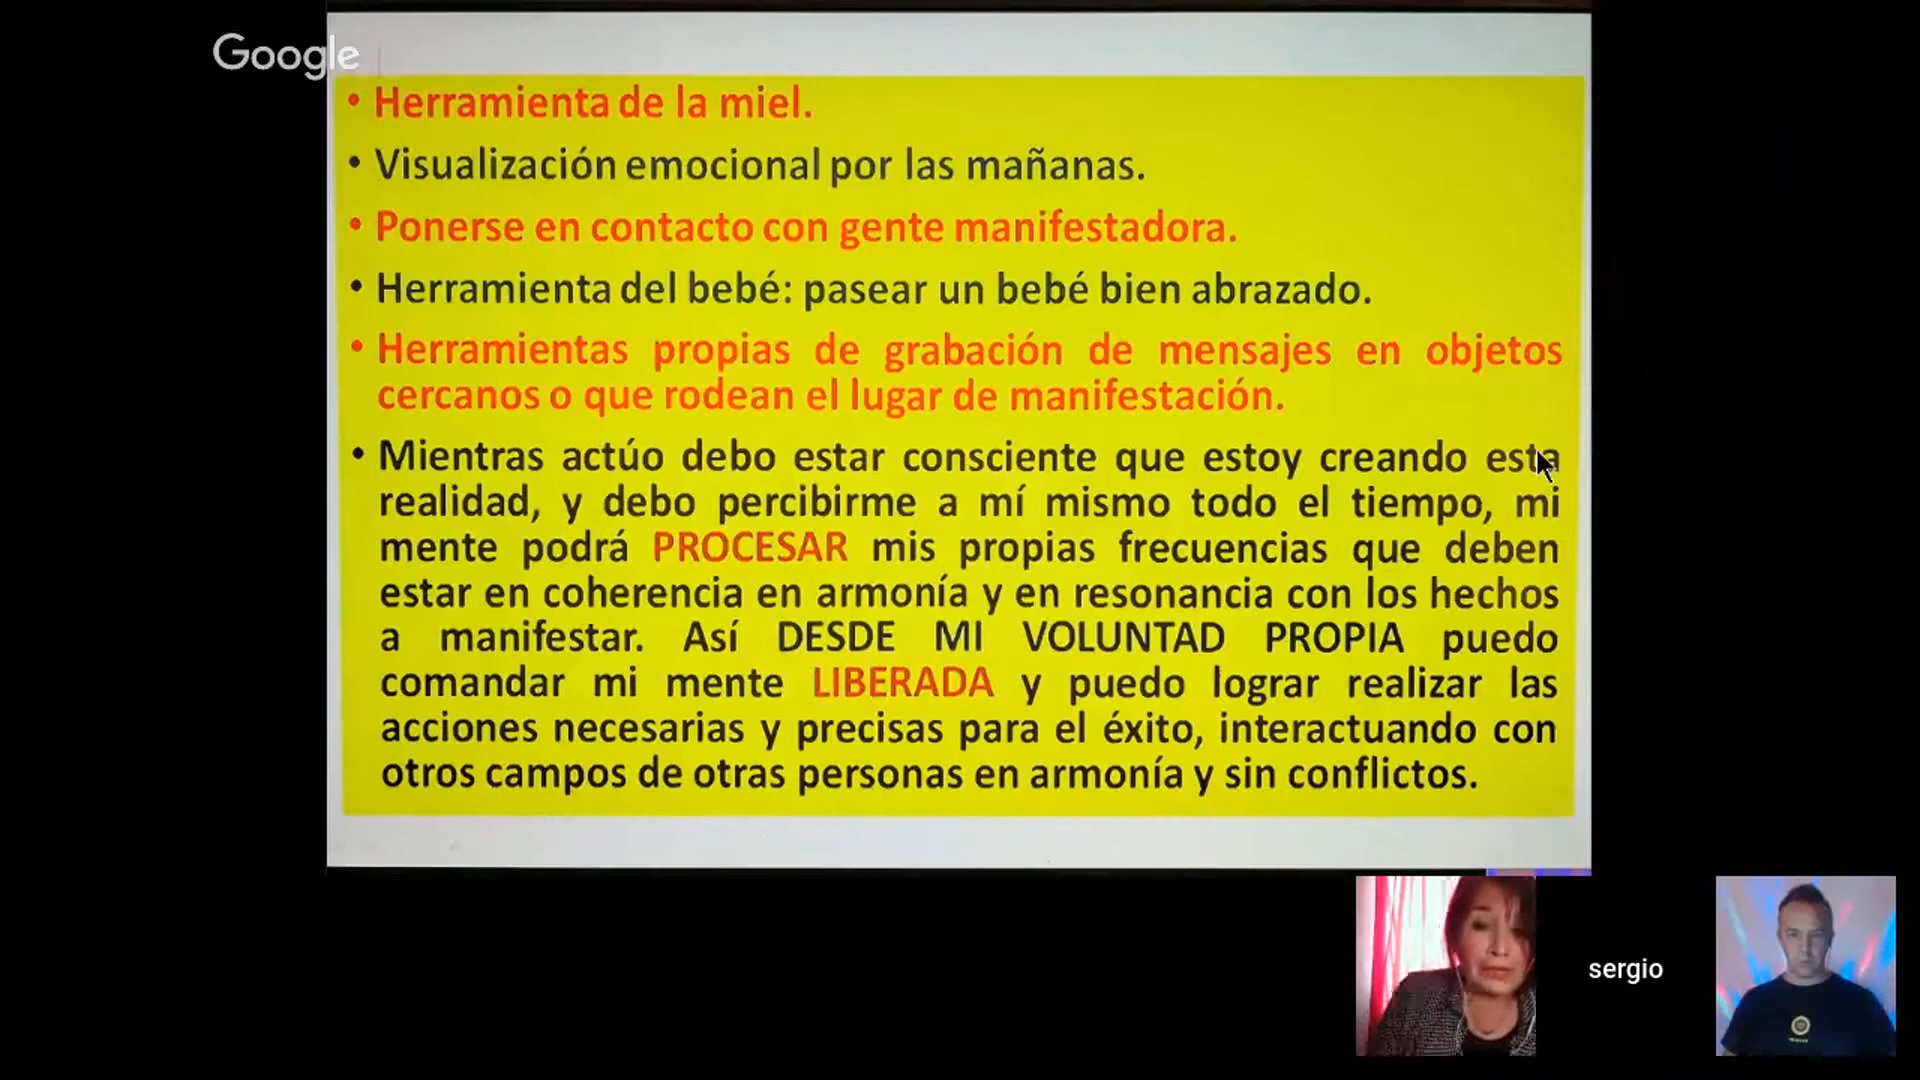 Google
• Herramienta de la miel.
• Visualización emocional por las mañanas.
• Ponerse en contacto con gente manifestadora.
• Herramienta del bebé: pasear un bebé bien abrazado.
• Herramientas propias de grabación de mensajes en objetos
cercanos o que rodean el lugar de manifestación.
• Mientras actúo debo estar consciente que estoy creando esta
realidad, y debo percibirme a mí mismo todo el tiempo, mi
mente podrá PROCESAR mis propias frecuencias que deben
estar en coherencia en armonía y en resonancia con los hechos
a manifestar. Así DESDE MI VOLUNTAD PROPIA puedo
comandar mi mente LIBERADA y puedo lograr realizar las
acciones necesarias y precisas para el éxito, interactuando con
otros campos de otras personas en armonía y sin conflictos.
sergio